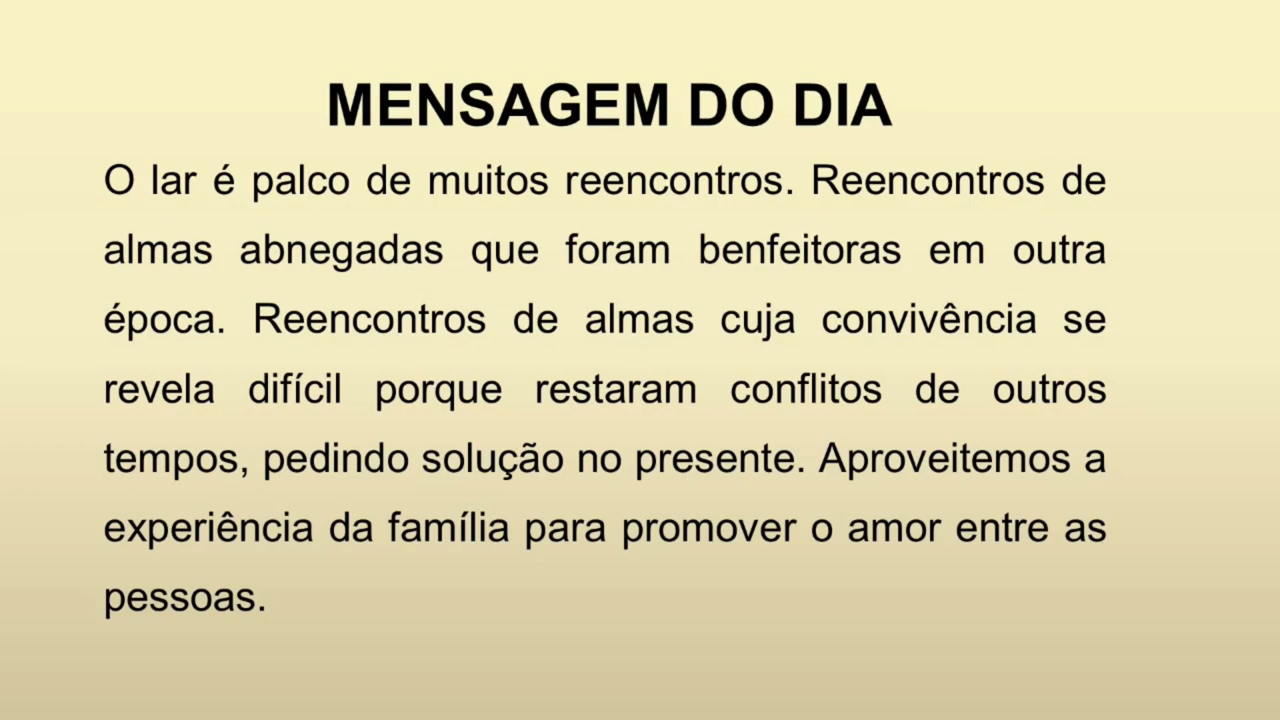 MENSAGEM DO DIA
O lar é palco de muitos reencontros. Reencontros de
almas abnegadas que foram benfeitoras em outra
época. Reencontros de almas cuja convivência se
revela difícil porque restaram conflitos de outros
tempos, pedindo solução no presente. Aproveitemos a
experiência da família para promover o amor entre as
pessoas.